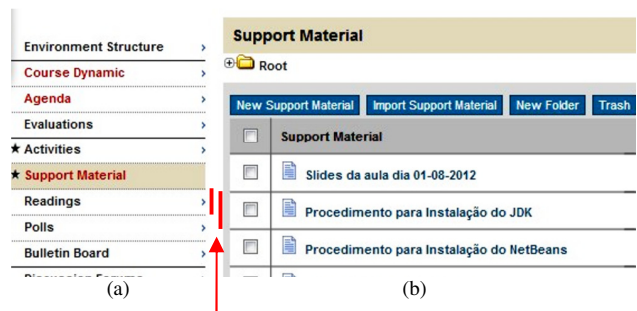 Environment Structure
Course Dynamic
Agenda
Evaluations
Activities
Support Material
Readings
Polls
Bulletin Board
Discussion Forums
(a)
Support Material
Root
New Support Material Import Support Material New Folder Trash
Support Material
Slides da aula dia 01-08-2012
Procedimento para Instalação do JDK
Procedimento para Instalação do NetBeans
(b)